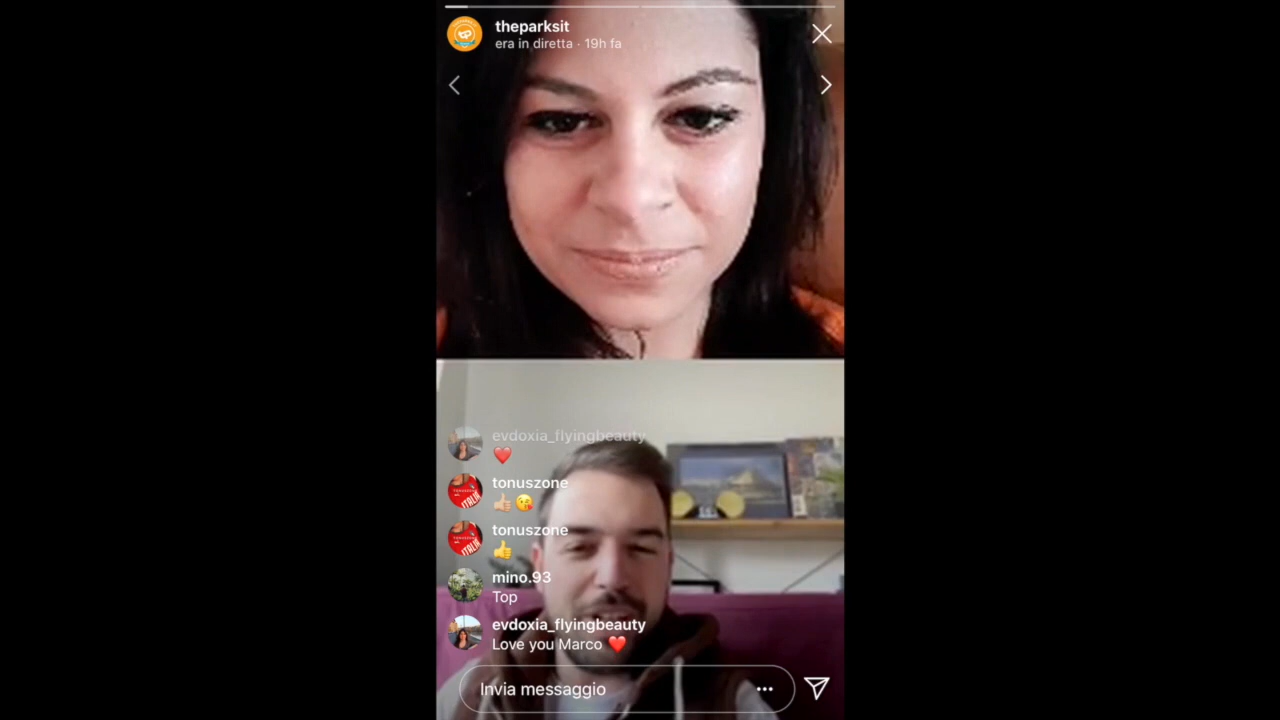 theparksit
era in diretta · 19h fa
evdoxia_flyingbeauty
❤️
tonuszone
👍🏻😘
tonuszone
👍
mino.93
Top
evdoxia_flyingbeauty
Love you Marco ❤️
Invia messaggio